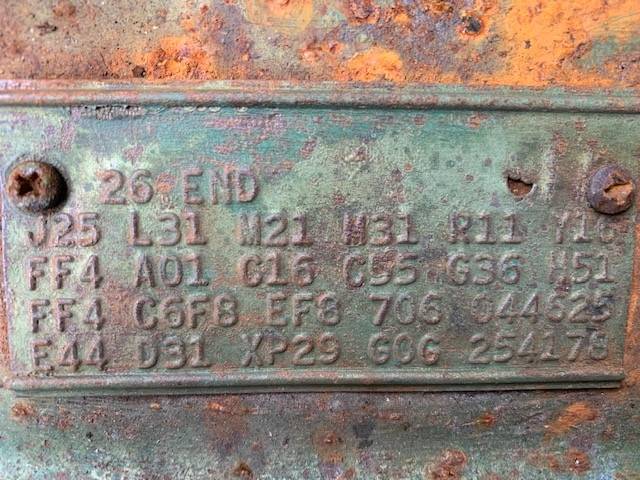 26 END
J25 L31 M21 M31 R11 Y16
FF4 A01 C16 C55 G36 H51
FF4 C6F8 EF8 706 044625
E44 D31 XP29 G0G 254178